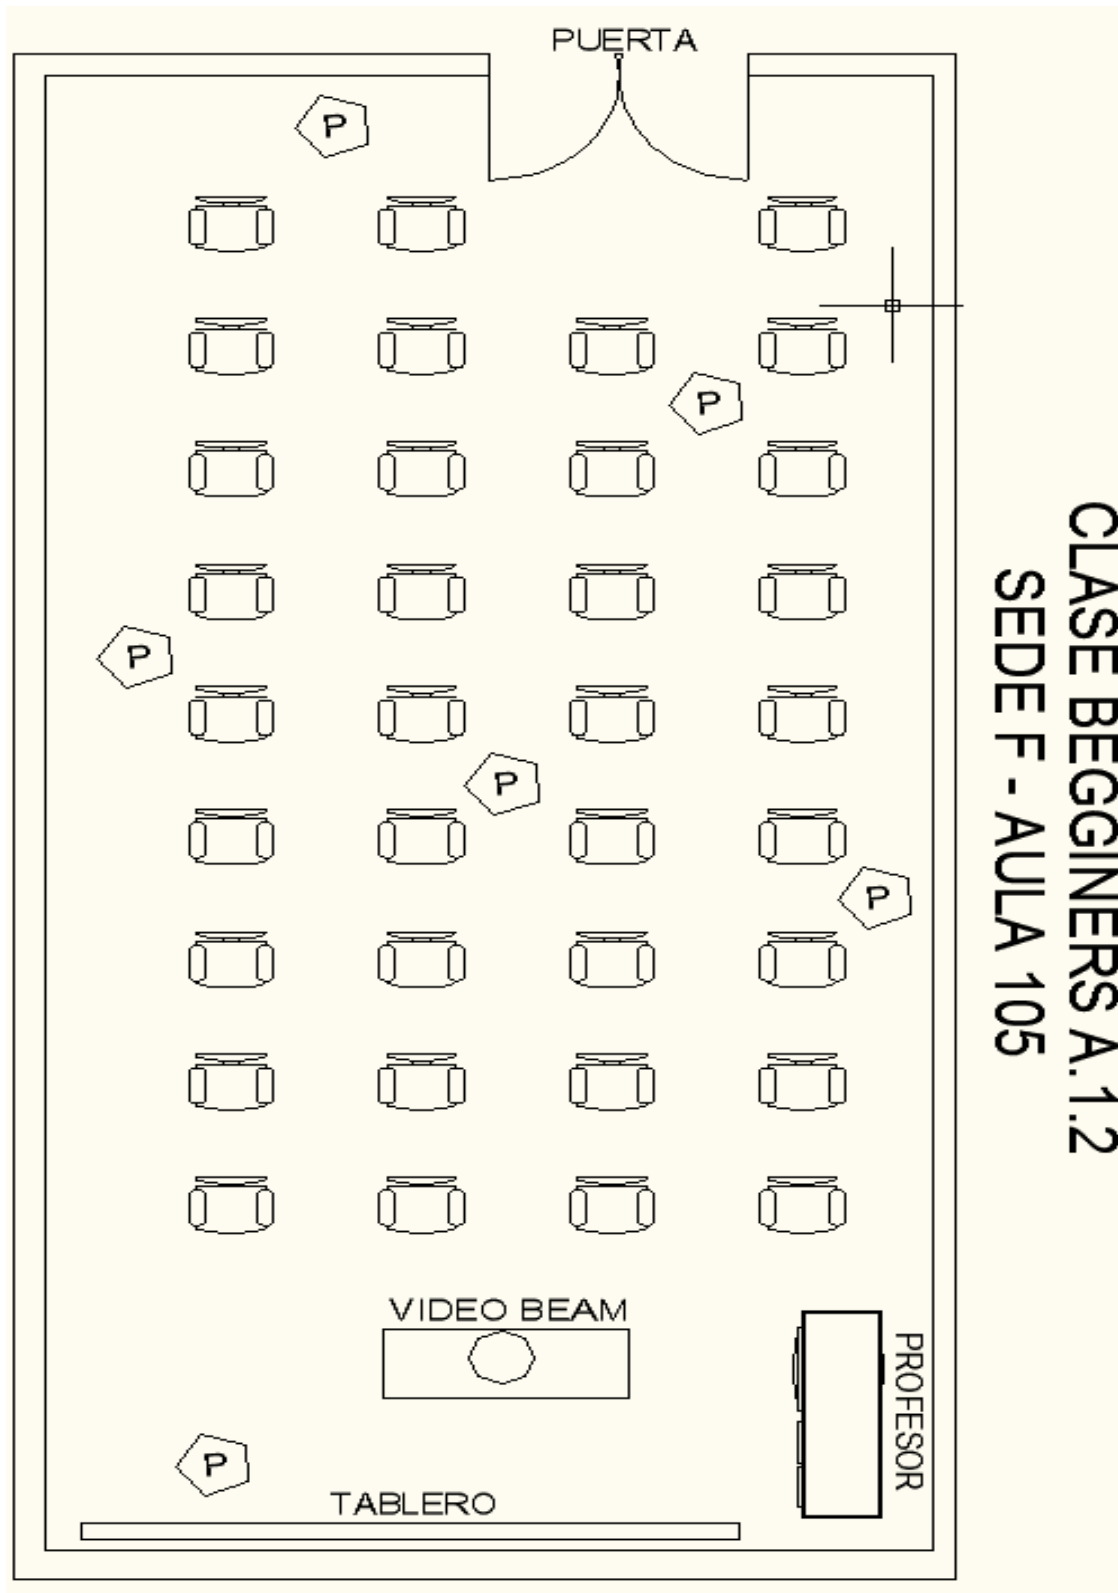 PUERTA
P
P
P
P
P
VIDEO BEAM
PROFESOR
P
TABLERO
CLASE BEGGINERS A.1.2
SEDE F - AULA 105